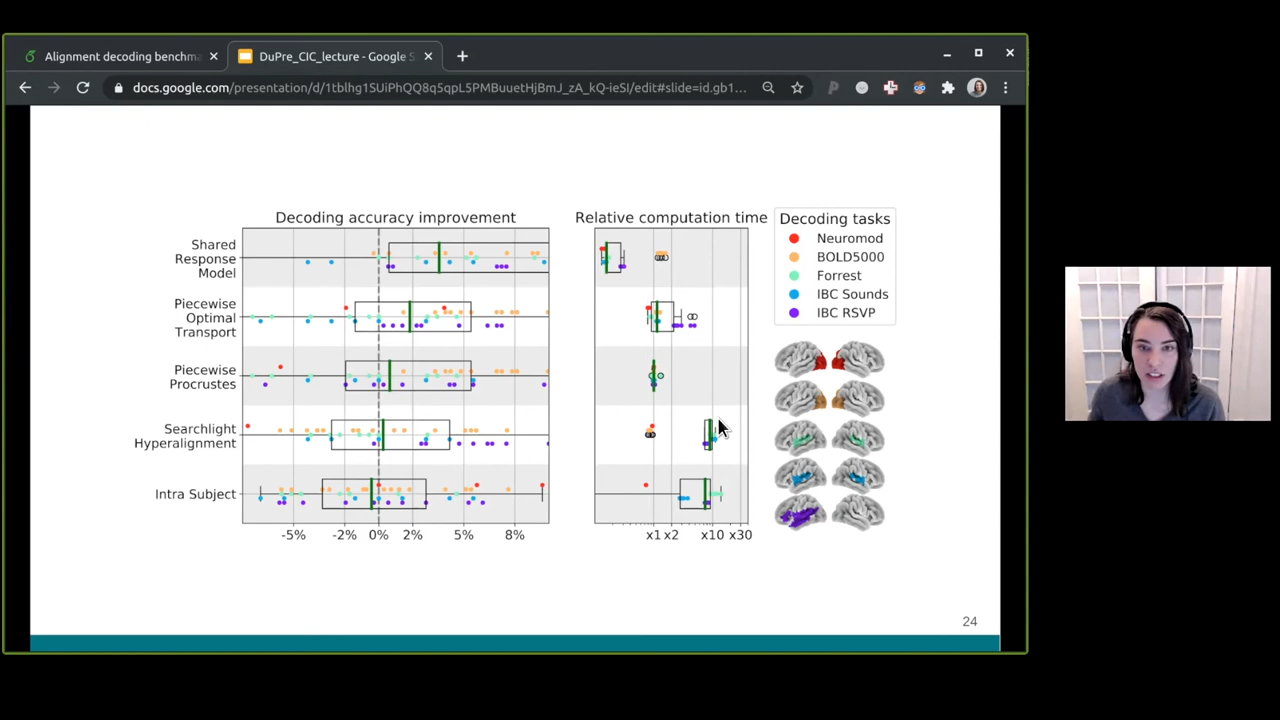 Alignment decoding benchma
DuPre_CIC_lecture - Google S
docs.google.com/presentation/d/1tblhg1SUiPhQQ8q5qpL5PMBuuetHjBmJ_zA_kQ-ieSI/edit#slide=id.gb1...
Decoding accuracy improvement
Relative computation time
Decoding tasks
Neuromod
BOLD5000
Forrest
IBC Sounds
IBC RSVP
Shared
Response
Model
Piecewise
Optimal
Transport
Piecewise
Procrustes
Searchlight
Hyperalignment
Intra Subject
-5% -2% 0% 2% 5% 8%
x1 x2 x10 x30
24